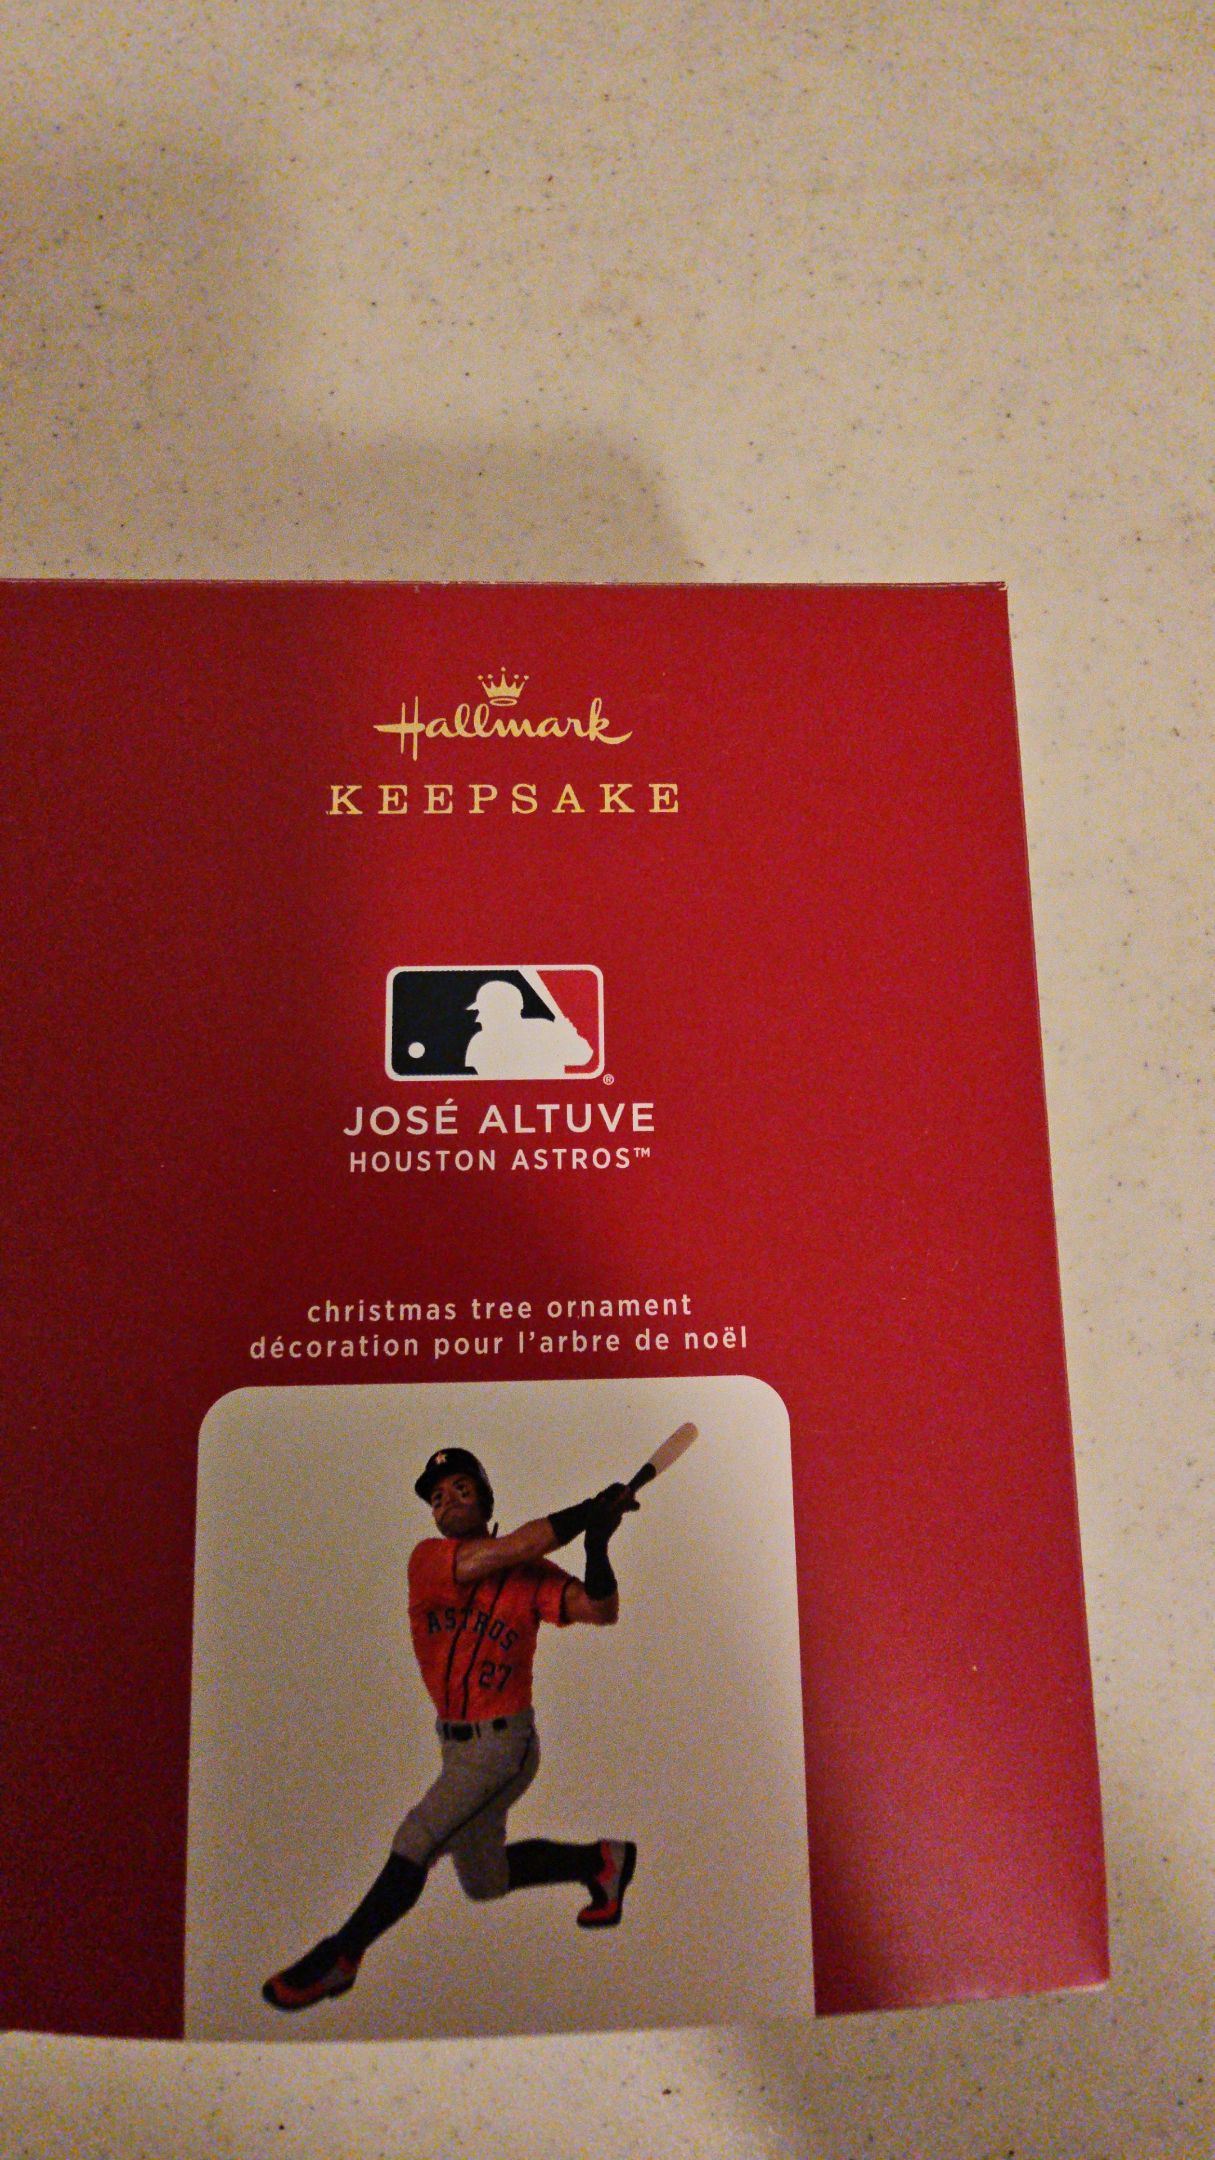 Hallmark
KEEPSAKE
®
JOSÉ ALTUVE
HOUSTON ASTROS™
christmas tree ornament
décoration pour l'arbre de noël
ASTROS
27